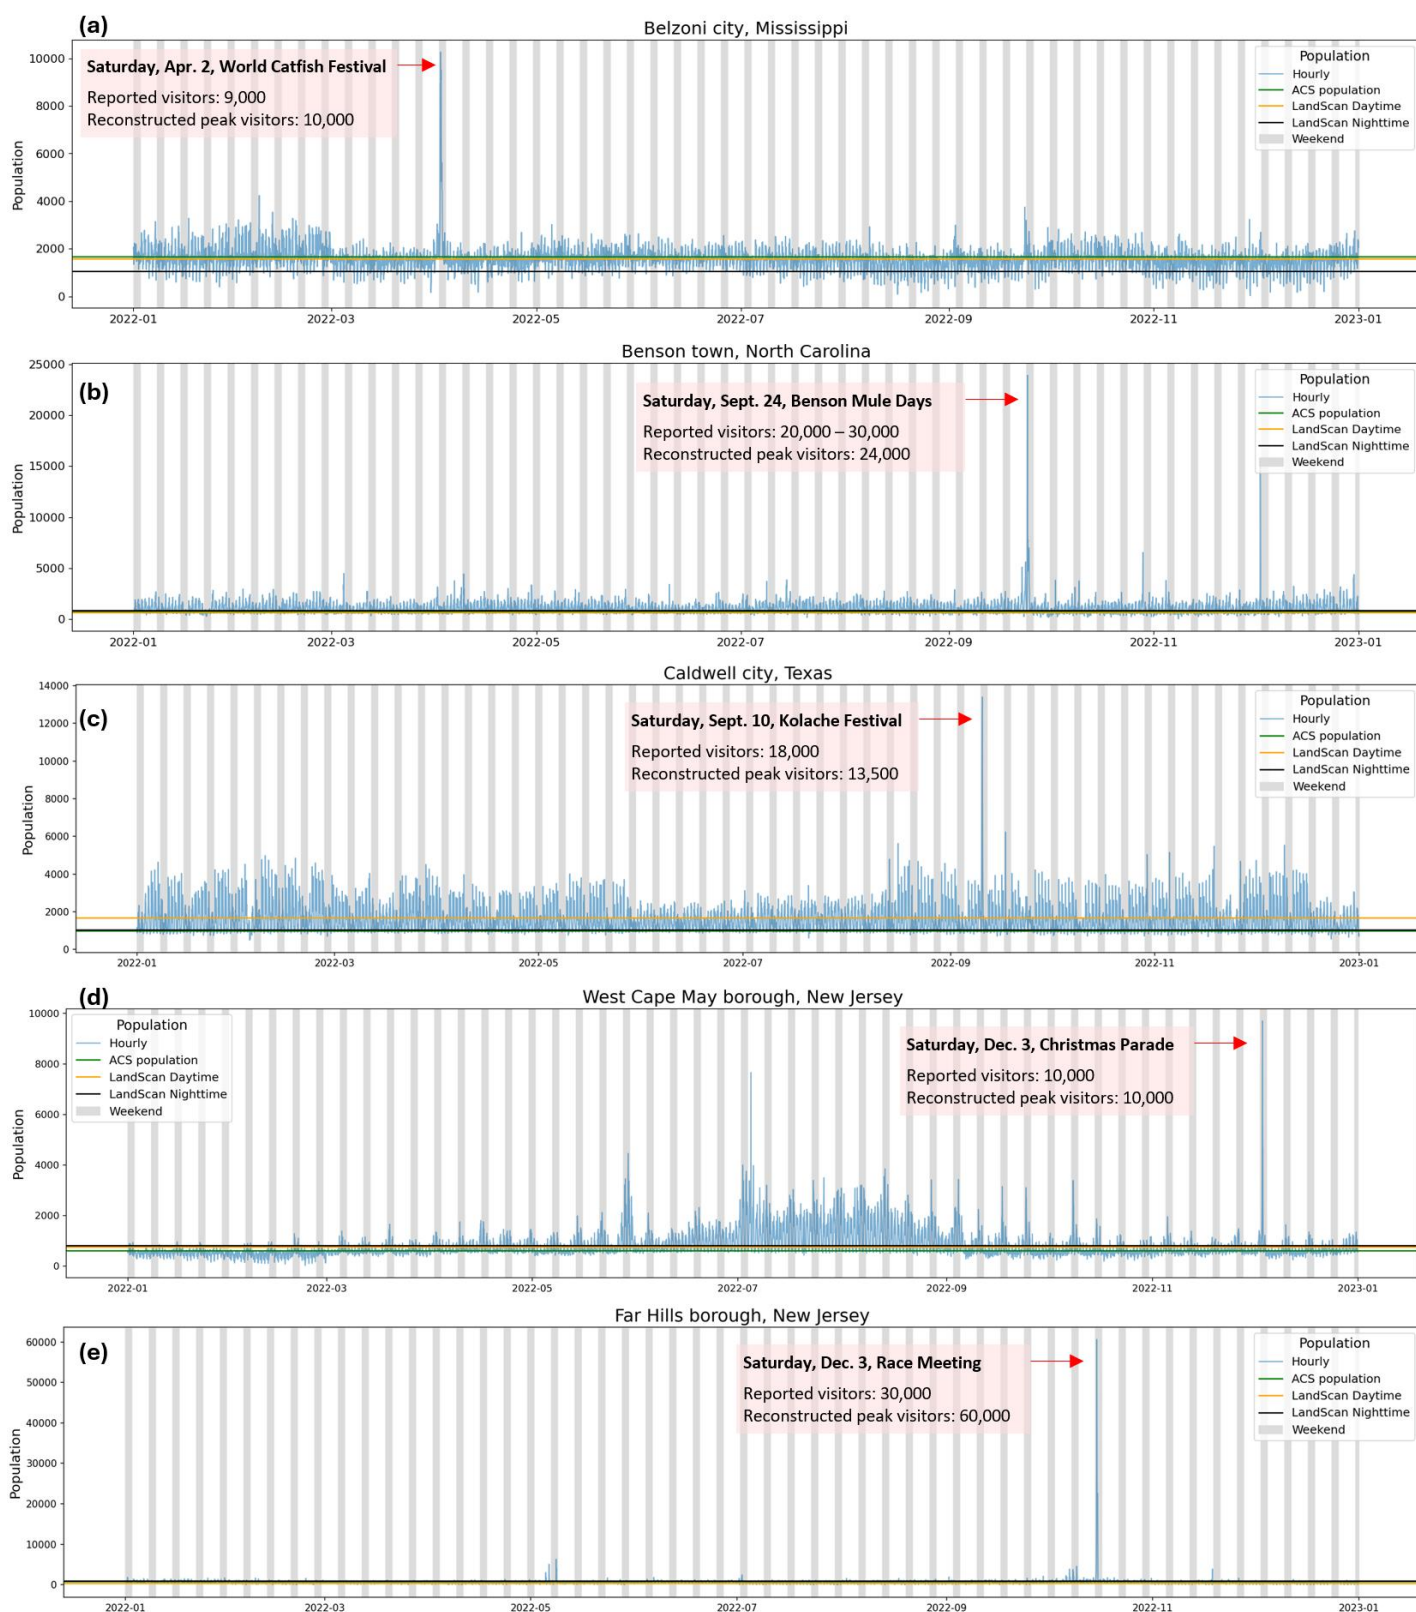 (a)
Belzoni city, Mississippi
Saturday, Apr. 2, World Catfish Festival
Reported visitors: 9,000
Reconstructed peak visitors: 10,000
Population
Hourly
ACS population
LandScan Daytime
LandScan Nighttime
Weekend
Population
10000
8000
6000
4000
2000
0
2022-01 2022-03 2022-05 2022-07 2022-09 2022-11 2023-01
Benson town, North Carolina
(b)
Saturday, Sept. 24, Benson Mule Days
Reported visitors: 20,000 – 30,000
Reconstructed peak visitors: 24,000
Population
Hourly
ACS population
LandScan Daytime
LandScan Nighttime
Weekend
Population
25000
20000
15000
10000
5000
0
2022-01 2022-03 2022-05 2022-07 2022-09 2022-11 2023-01
Caldwell city, Texas
(c)
Saturday, Sept. 10, Kolache Festival
Reported visitors: 18,000
Reconstructed peak visitors: 13,500
Population
Hourly
ACS population
LandScan Daytime
LandScan Nighttime
Weekend
Population
14000
12000
10000
8000
6000
4000
2000
0
2022-01 2022-03 2022-05 2022-07 2022-09 2022-11 2023-01
(d)
West Cape May borough, New Jersey
Population
Hourly
ACS population
LandScan Daytime
LandScan Nighttime
Weekend
Saturday, Dec. 3, Christmas Parade
Reported visitors: 10,000
Reconstructed peak visitors: 10,000
Population
10000
8000
6000
4000
2000
0
2022-01 2022-03 2022-05 2022-07 2022-09 2022-11 2023-01
Far Hills borough, New Jersey
(e)
Saturday, Dec. 3, Race Meeting
Reported visitors: 30,000
Reconstructed peak visitors: 60,000
Population
Hourly
ACS population
LandScan Daytime
LandScan Nighttime
Weekend
Population
60000
50000
40000
30000
20000
10000
0
2022-01 2022-03 2022-05 2022-07 2022-09 2022-11 2023-01